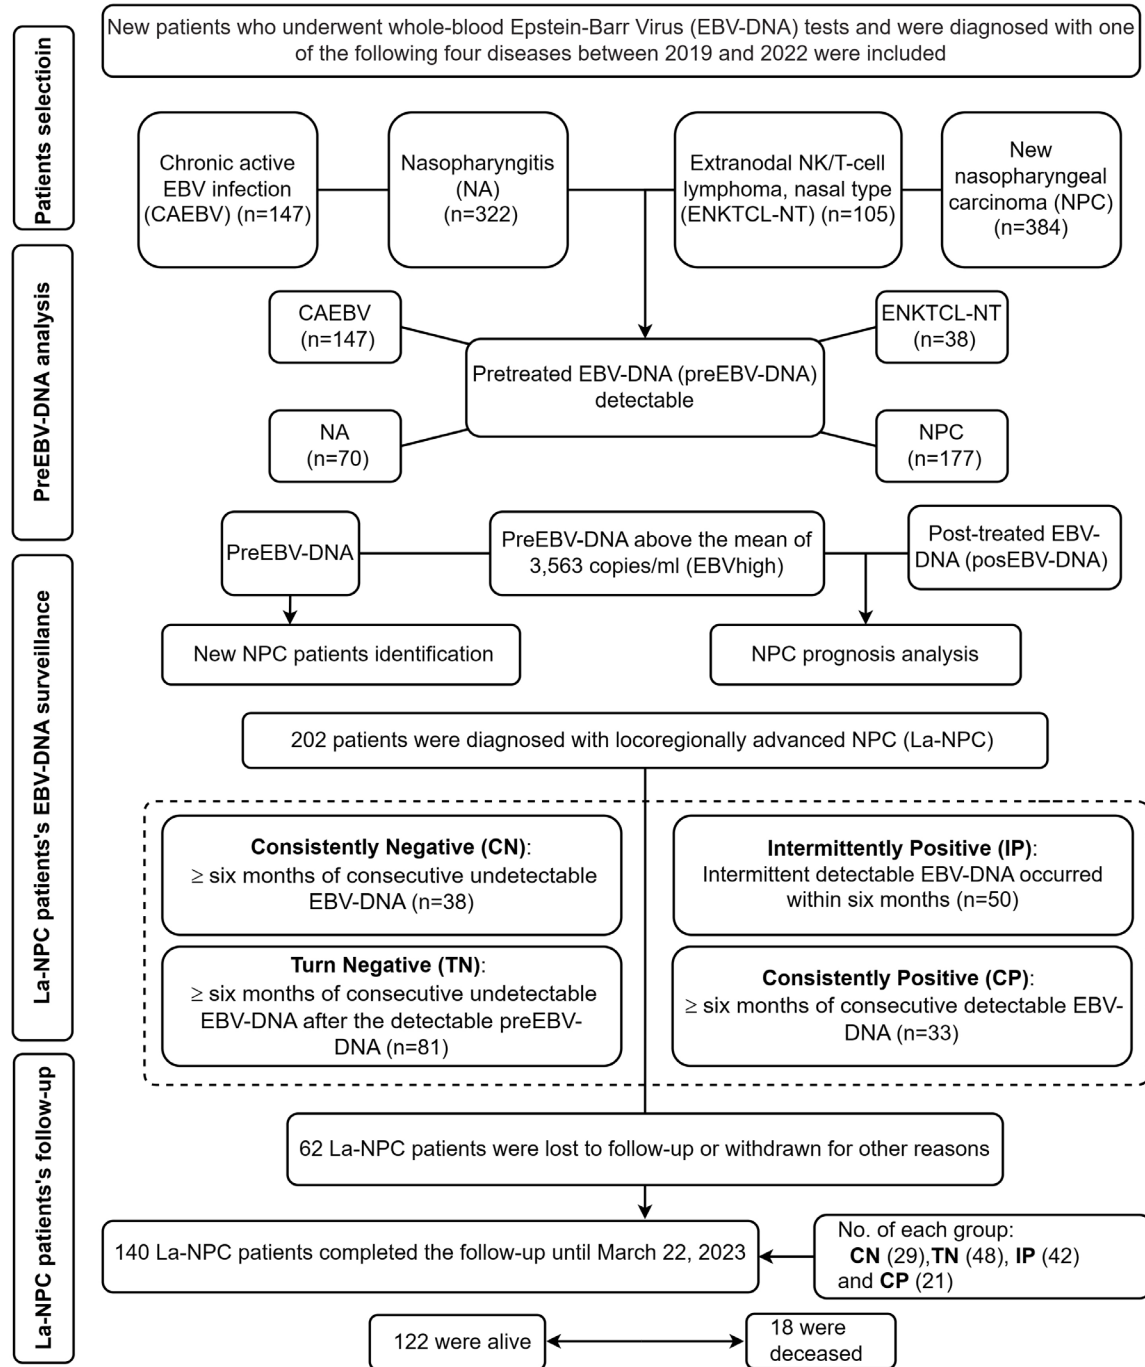 New patients who underwent whole-blood Epstein-Barr Virus (EBV-DNA) tests and were diagnosed with one
of the following four diseases between 2019 and 2022 were included
Patients selection
Chronic active
EBV infection
(CAEBV) (n=147)
Nasopharyngitis
(NA)
(n=322)
Extranodal NK/T-cell
lymphoma, nasal type
(ENKTCL-NT) (n=105)
New
nasopharyngeal
carcinoma (NPC)
(n=384)
PreEBV-DNA analysis
CAEBV
(n=147)
ENKTCL-NT
(n=38)
Pretreated EBV-DNA (preEBV-DNA)
detectable
NA
(n=70)
NPC
(n=177)
La-NPC patients's EBV-DNA surveillance
PreEBV-DNA
PreEBV-DNA above the mean of
3,563 copies/ml (EBVhigh)
Post-treated EBV-
DNA (posEBV-DNA)
New NPC patients identification
NPC prognosis analysis
202 patients were diagnosed with locoregionally advanced NPC (La-NPC)
Consistently Negative (CN):
≥ six months of consecutive undetectable
EBV-DNA (n=38)
Intermittently Positive (IP):
Intermittent detectable EBV-DNA occurred
within six months (n=50)
Turn Negative (TN):
≥ six months of consecutive undetectable
EBV-DNA after the detectable preEBV-
DNA (n=81)
Consistently Positive (CP):
≥ six months of consecutive detectable EBV-
DNA (n=33)
La-NPC patients's follow-up
62 La-NPC patients were lost to follow-up or withdrawn for other reasons
140 La-NPC patients completed the follow-up until March 22, 2023
No. of each group:
CN (29),TN (48), IP (42)
and CP (21)
122 were alive
18 were
deceased